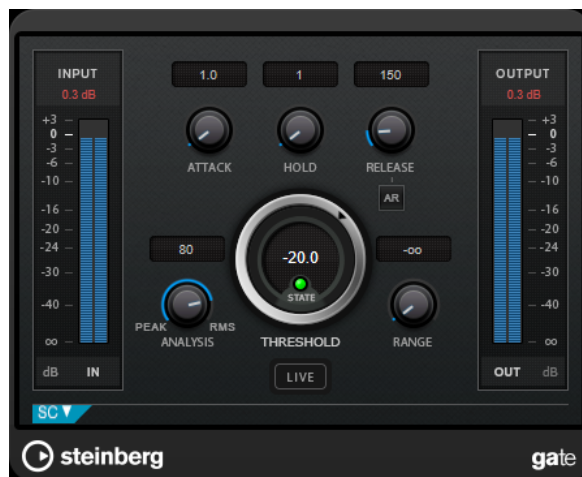 INPUT
0.3 dB
1.0
1
150
OUTPUT
0.3 dB
+3
0
-3
-6
-10
-16
-20
-24
-30
-40
∞
dB IN
ATTACK
HOLD
RELEASE
AR
80
-20.0
STATE
-∞
PEAK
RMS
ANALYSIS
THRESHOLD
RANGE
LIVE
+3
0
-3
-6
-10
-16
-20
-24
-30
-40
∞
OUT dB
SC
steinberg
gate